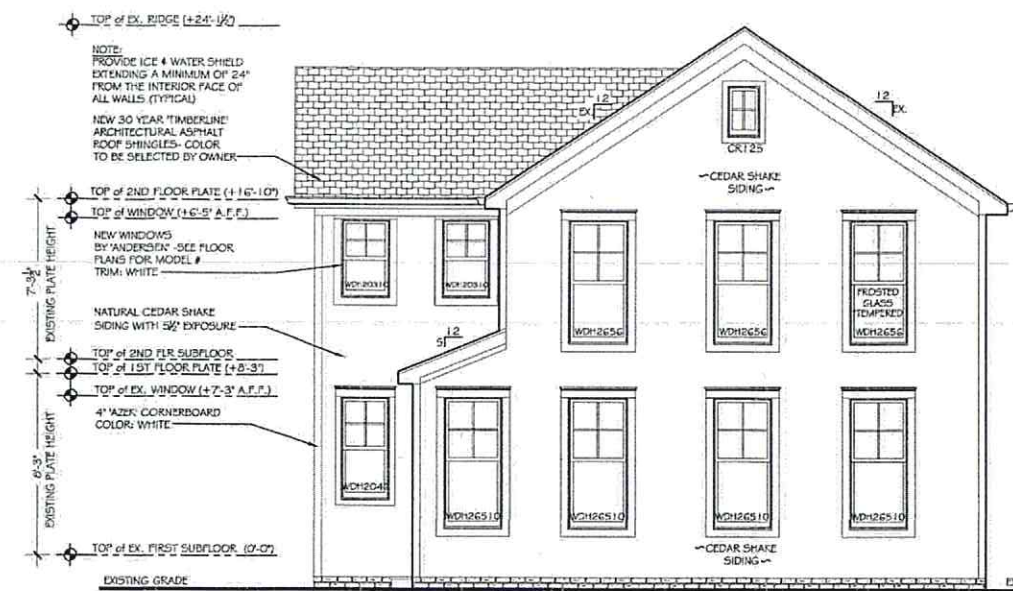 TOP of EX. RIDGE (+24'-1½")
NOTE:
PROVIDE ICE & WATER SHIELD
EXTENDING A MINIMUM OF 24"
FROM THE INTERIOR FACE OF
ALL WALLS (TYPICAL)
NEW 30 YEAR "TIMBERLINE"
ARCHITECTURAL ASPHALT
ROOF SHINGLES- COLOR
TO BE SELECTED BY OWNER
TOP of 2ND FLOOR PLATE (+16'-10")
TOP of WINDOW (+6'-5" A.F.F.)
NEW WINDOWS
BY "ANDERSEN" -SEE FLOOR
PLANS FOR MODEL #
TRIM: WHITE
NATURAL CEDAR SHAKE
SIDING WITH 5½" EXPOSURE
TOP of 2ND FLR SUBFLOOR
TOP of 1ST FLOOR PLATE (+8'-3")
TOP of EX. WINDOW (+7'-3" A.F.F.)
4" "AZEK" CORNERBOARD
COLOR: WHITE
TOP of EX. FIRST SUBFLOOR (0'-0")
EXISTING GRADE
7'-3½"
EXISTING PLATE HEIGHT
8'-3"
EXISTING PLATE HEIGHT
12
EX.
12
EX.
CR125
~CEDAR SHAKE
SIDING~
WDH20310
WDH20310
WDH2656
WDH2656
FROSTED
GLASS
TEMPERED
WDH2656
12
5
WDH26510
WDH26510
WDH26510
WDH26510
~CEDAR SHAKE
SIDING~